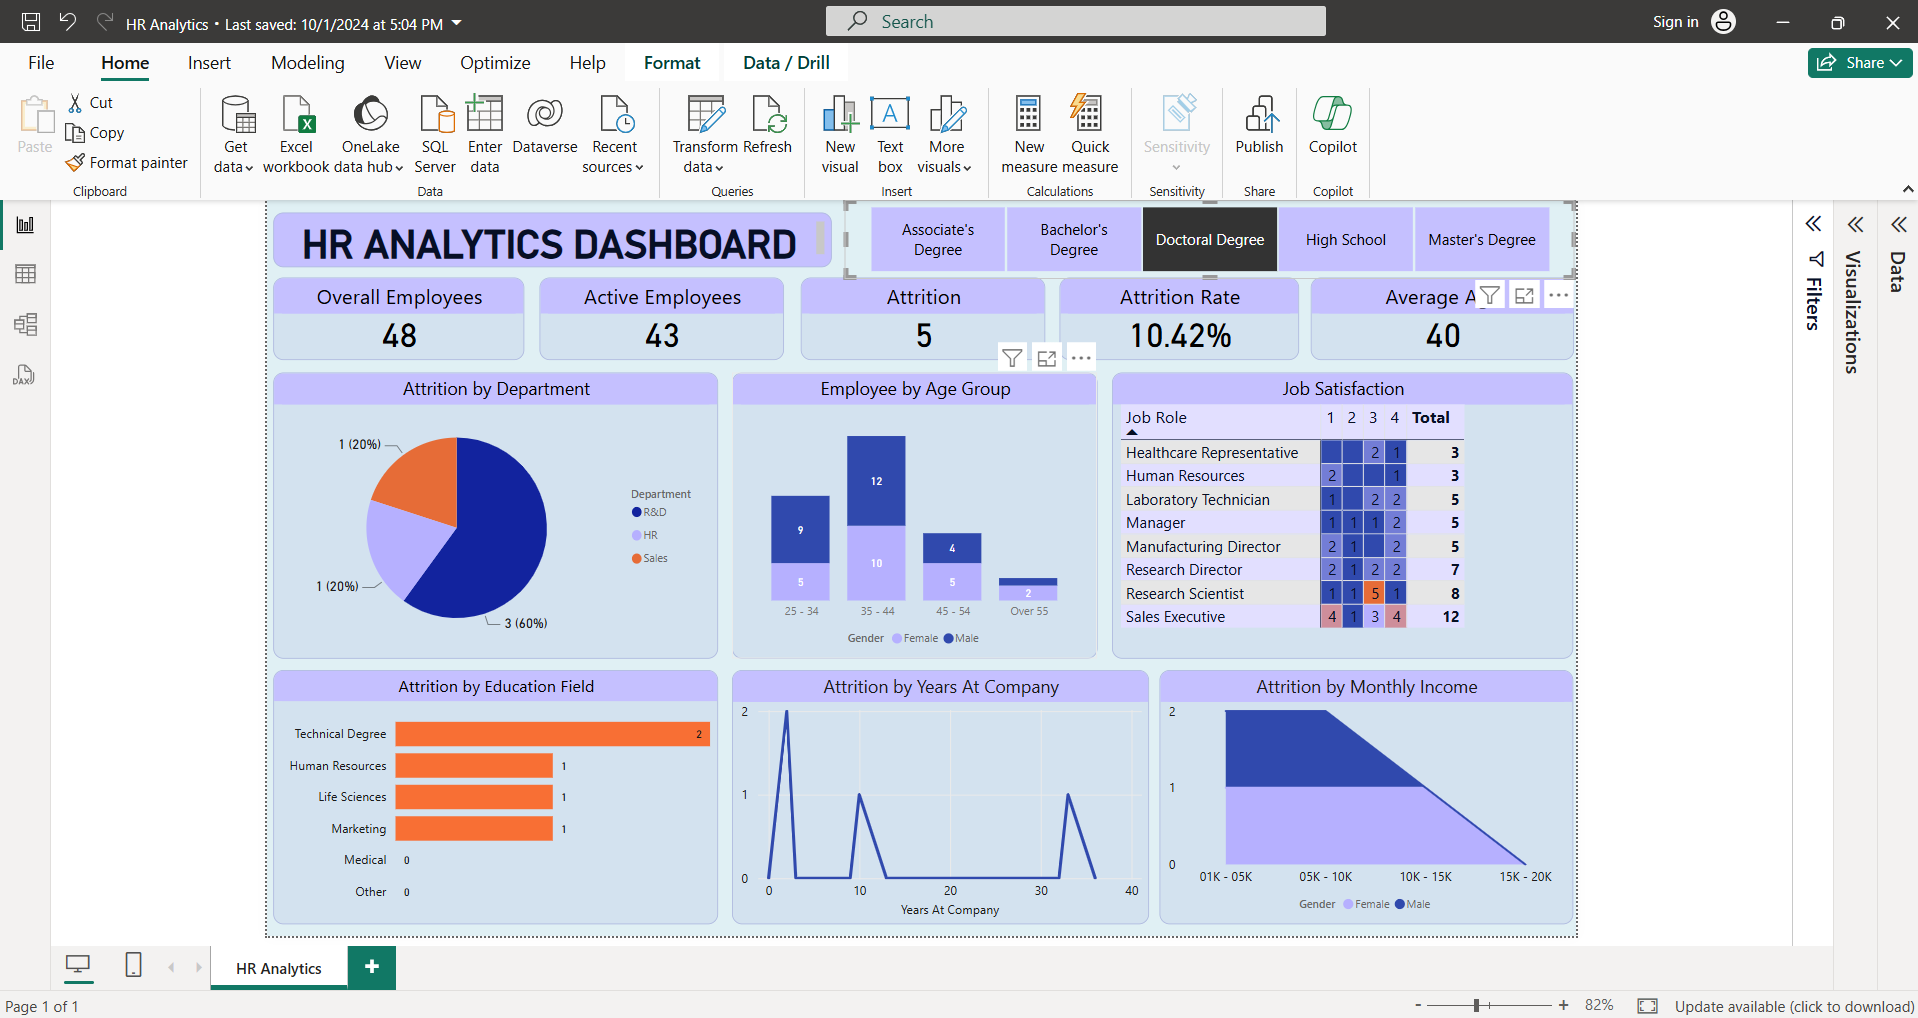 HR Analytics • Last saved: 10/1/2024 at 5:04 PM
Search
Sign in
File Home Insert Modeling View Optimize Help Format Data / Drill
Share
Paste
Cut
Copy
Format painter
Clipboard
Get data
Excel workbook
OneLake data hub
SQL Server
Enter data
Dataverse
Recent sources
Data
Transform data
Refresh
Queries
New visual
Text box
More visuals
Insert
New measure
Quick measure
Calculations
Sensitivity
Sensitivity
Publish
Share
Copilot
Copilot
DAX
HR ANALYTICS DASHBOARD
Associate's Degree
Bachelor's Degree
Doctoral Degree
High School
Master's Degree
Overall Employees
48
Active Employees
43
Attrition
5
Attrition Rate
10.42%
Average
40
Filters
Visualizations
Data
Attrition by Department
1 (20%)
1 (20%)
3 (60%)
Department
R&D
HR
Sales
Employee by Age Group
9
5
12
10
4
5
2
25 - 34 35 - 44 45 - 54 Over 55
Gender Female Male
Job Satisfaction
Job Role 1 2 3 4 Total
Healthcare Representative 2 1 3
Human Resources 2 1 3
Laboratory Technician 1 2 2 5
Manager 1 1 1 2 5
Manufacturing Director 2 1 2 5
Research Director 2 1 2 2 7
Research Scientist 1 1 5 1 8
Sales Executive 4 1 3 4 12
Attrition by Education Field
Technical Degree 2
Human Resources 1
Life Sciences 1
Marketing 1
Medical 0
Other 0
Attrition by Years At Company
2
1
0
0 10 20 30 40
Years At Company
Attrition by Monthly Income
2
1
0
01K - 05K 05K - 10K 10K - 15K 15K - 20K
Gender Female Male
HR Analytics
+
Page 1 of 1
- + 82%
Update available (click to download)